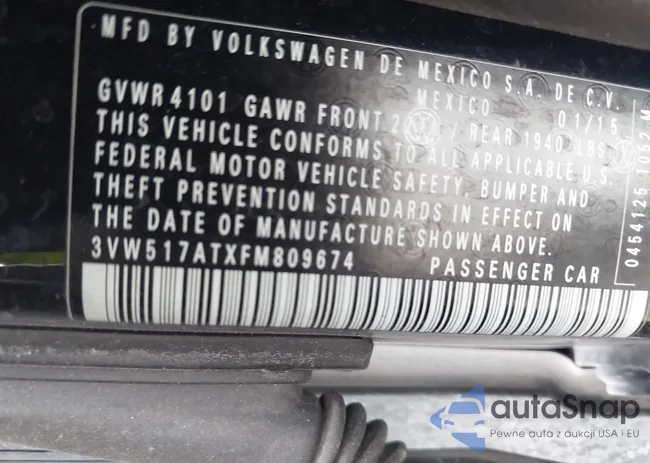 MFD BY VOLKSWAGEN DE MEXICO S.A. DE C.V.
MEXICO 01/15
GVWR 4101 GAWR FRONT / REAR 1940 LBS
THIS VEHICLE CONFORMS TO ALL APPLICABLE U.S.
FEDERAL MOTOR VEHICLE SAFETY, BUMPER AND
THEFT PREVENTION STANDARDS IN EFFECT ON
THE DATE OF MANUFACTURE SHOWN ABOVE.
3VW517ATXFM809674 PASSENGER CAR
0454125 1052 M
autaSnap
Pewne auta z aukcji USA i EU